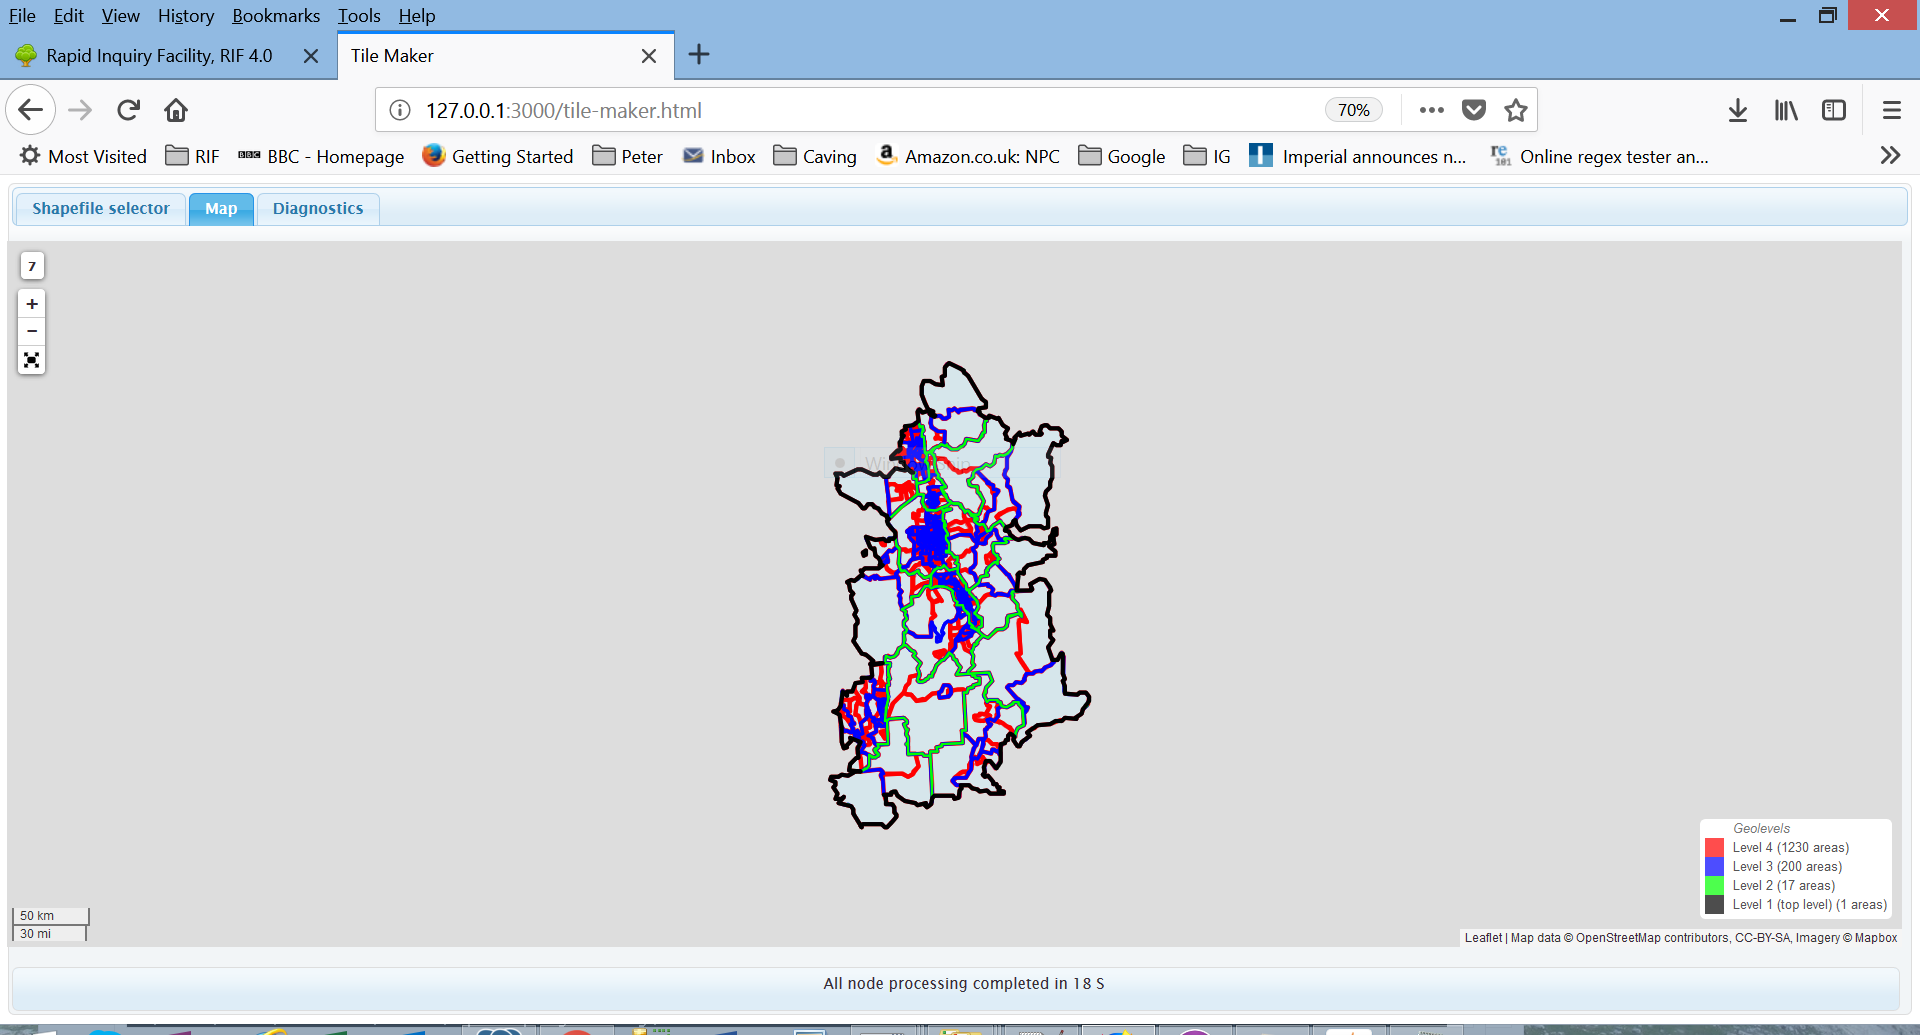 File Edit View History Bookmarks Tools Help
Rapid Inquiry Facility, RIF 4.0
Tile Maker
127.0.0.1:3000/tile-maker.html
70%
Most Visited RIF BBC BBC - Homepage Getting Started Peter Inbox Caving a Amazon.co.uk: NPC Google IG Imperial announces n... re 101 Online regex tester an...
Shapefile selector Map Diagnostics
7
+
−
Geolevels
Level 4 (1230 areas)
Level 3 (200 areas)
Level 2 (17 areas)
Level 1 (top level) (1 areas)
50 km
30 mi
Leaflet | Map data © OpenStreetMap contributors, CC-BY-SA, Imagery © Mapbox
All node processing completed in 18 S